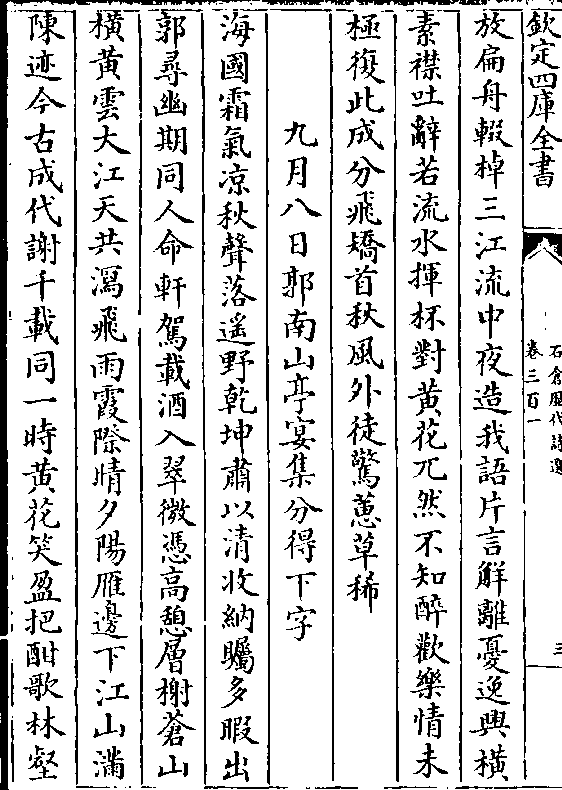 欽定四庫全書
石倉歷代詩選
卷三百一
三
放扁舟輟棹三江流中夜造我語片言解離憂逸興橫
素襟吐辭若流水揮杯對黃花兀然不知醉歡樂情未
極復此成分飛矯首秋風外徒驚蕙草稀
九月八日郭南山亭宴集分得下字
海國霜氣凉秋聲落遥野乾坤肅以清收納矚多暇出
郭尋幽期同人命軒駕載酒入翠微憑高憩層榭蒼山
橫黃雲大江天共瀉飛雨霞際晴夕陽雁邊下江山滿
陳迹今古成代謝千載同一時黃花笑盈把酣歌林壑